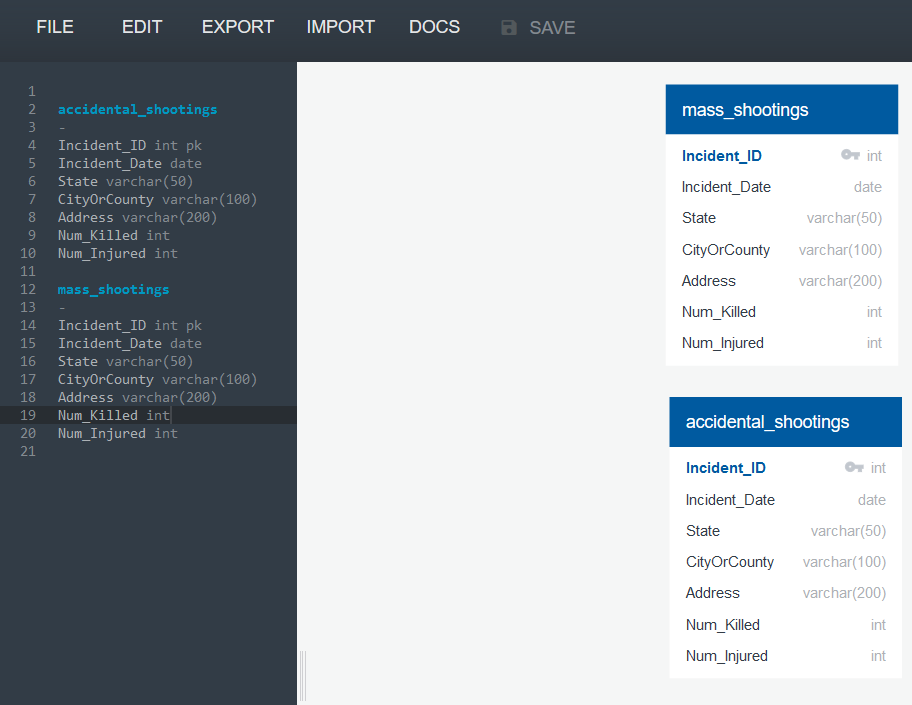 FILE EDIT EXPORT IMPORT DOCS SAVE
1
2 accidental_shootings
3 -
4 Incident_ID int pk
5 Incident_Date date
6 State varchar(50)
7 CityOrCounty varchar(100)
8 Address varchar(200)
9 Num_Killed int
10 Num_Injured int
11
12 mass_shootings
13 -
14 Incident_ID int pk
15 Incident_Date date
16 State varchar(50)
17 CityOrCounty varchar(100)
18 Address varchar(200)
19 Num_Killed int
20 Num_Injured int
21
mass_shootings
Incident_ID int
Incident_Date date
State varchar(50)
CityOrCounty varchar(100)
Address varchar(200)
Num_Killed int
Num_Injured int
accidental_shootings
Incident_ID int
Incident_Date date
State varchar(50)
CityOrCounty varchar(100)
Address varchar(200)
Num_Killed int
Num_Injured int